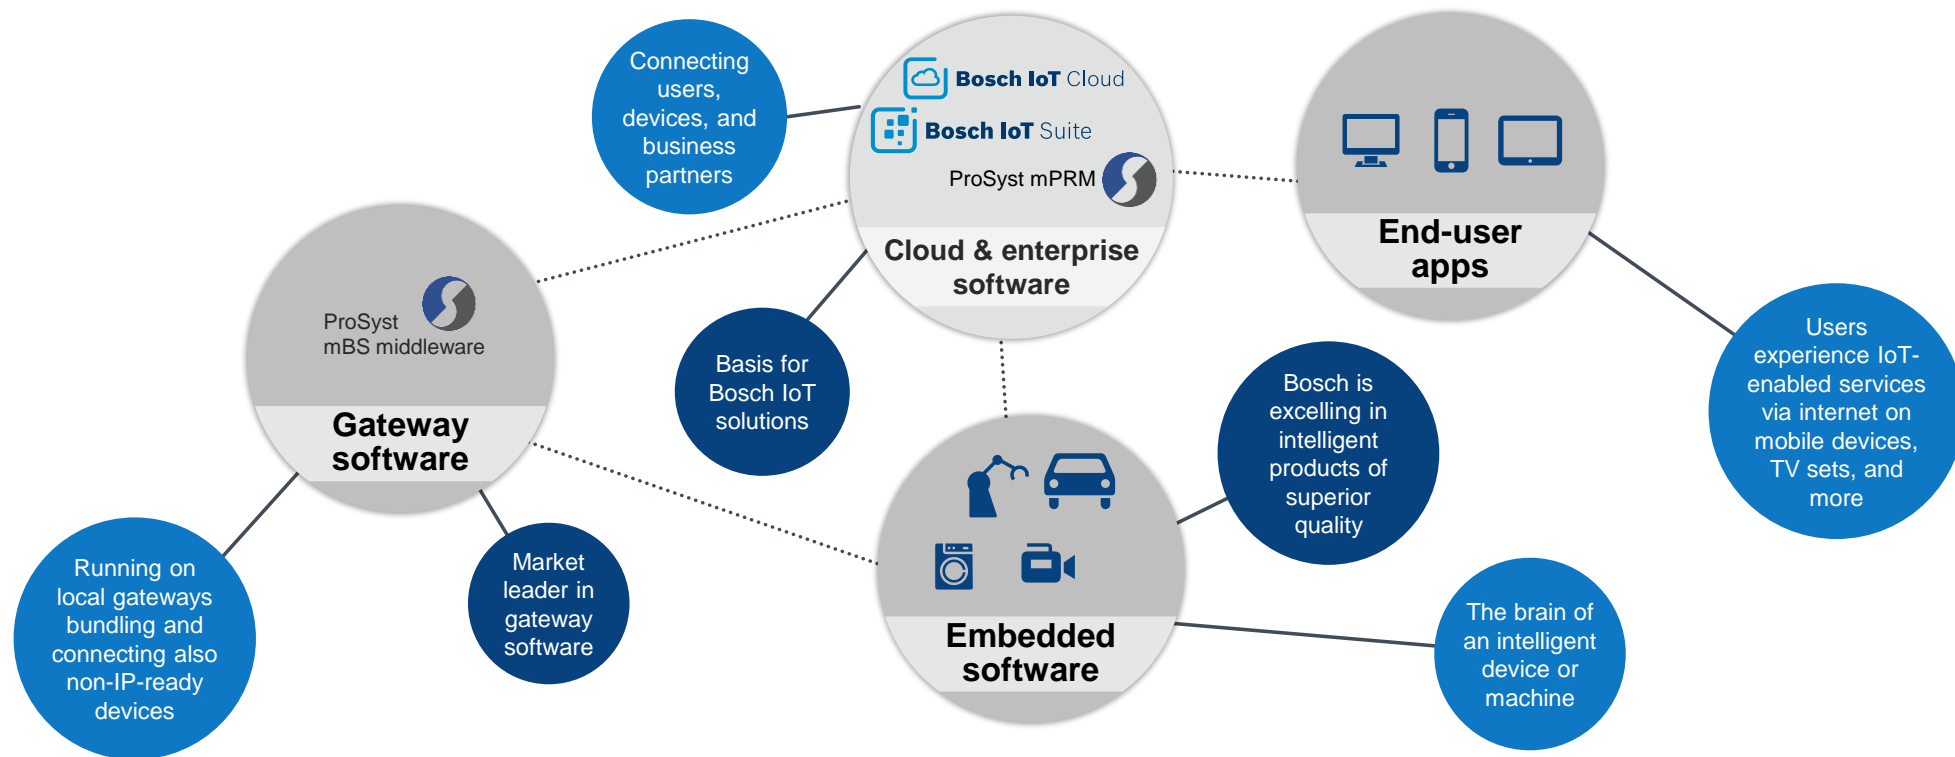 Connecting
users,
devices, and
business
partners
Bosch IoT Cloud
Bosch IoT Suite
ProSyst mPRM
Cloud & enterprise
software
End-user
apps
ProSyst
mBS middleware
Gateway
software
Basis for
Bosch IoT
solutions
Bosch is
excelling in
intelligent
products of
superior
quality
Users
experience IoT-
enabled services
via internet on
mobile devices,
TV sets, and
more
Running on
local gateways
bundling and
connecting also
non-IP-ready
devices
Market
leader in
gateway
software
Embedded
software
The brain of
an intelligent
device or
machine